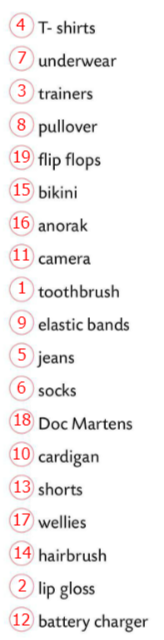 4 T- shirts
7 underwear
3 trainers
8 pullover
19 flip flops
15 bikini
16 anorak
11 camera
1 toothbrush
9 elastic bands
5 jeans
6 socks
18 Doc Martens
10 cardigan
13 shorts
17 wellies
14 hairbrush
2 lip gloss
12 battery charger